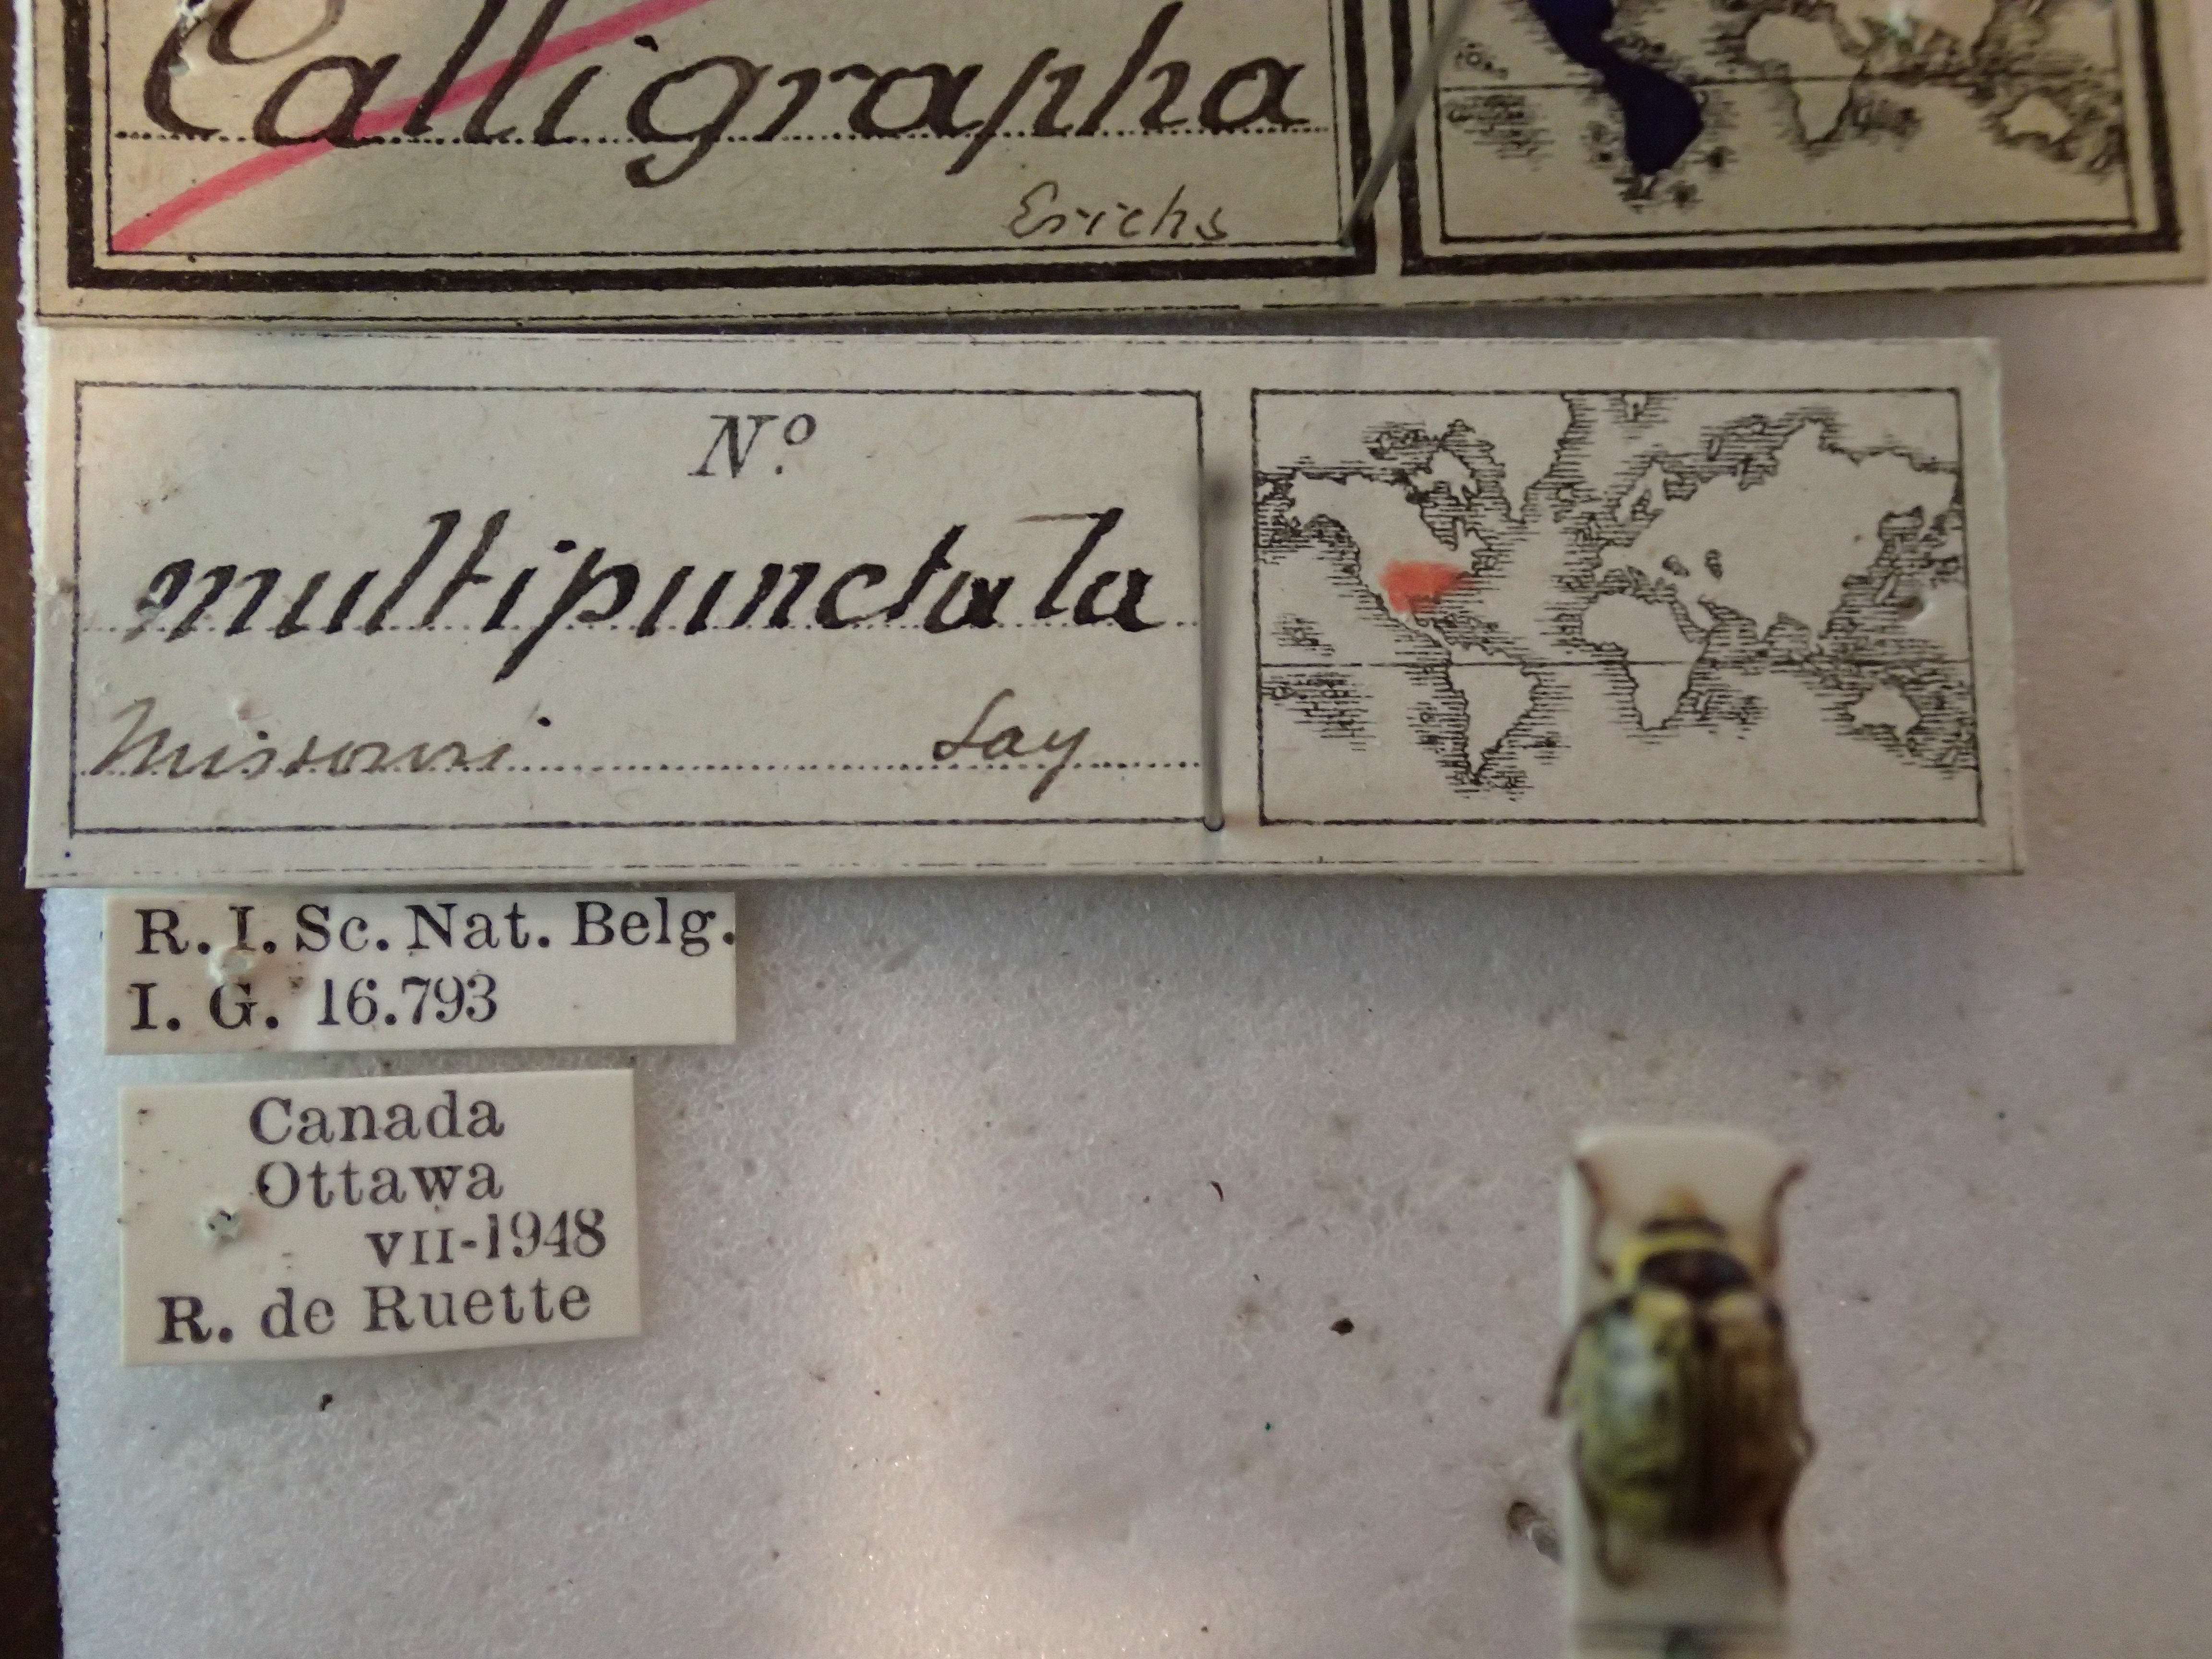 Calligrapha
Erichs
Nº.
multipunctata
Missouri Say
R. I. Sc. Nat. Belg.
I. G. 16.793
Canada
Ottawa
VII-1948
R. de Ruette